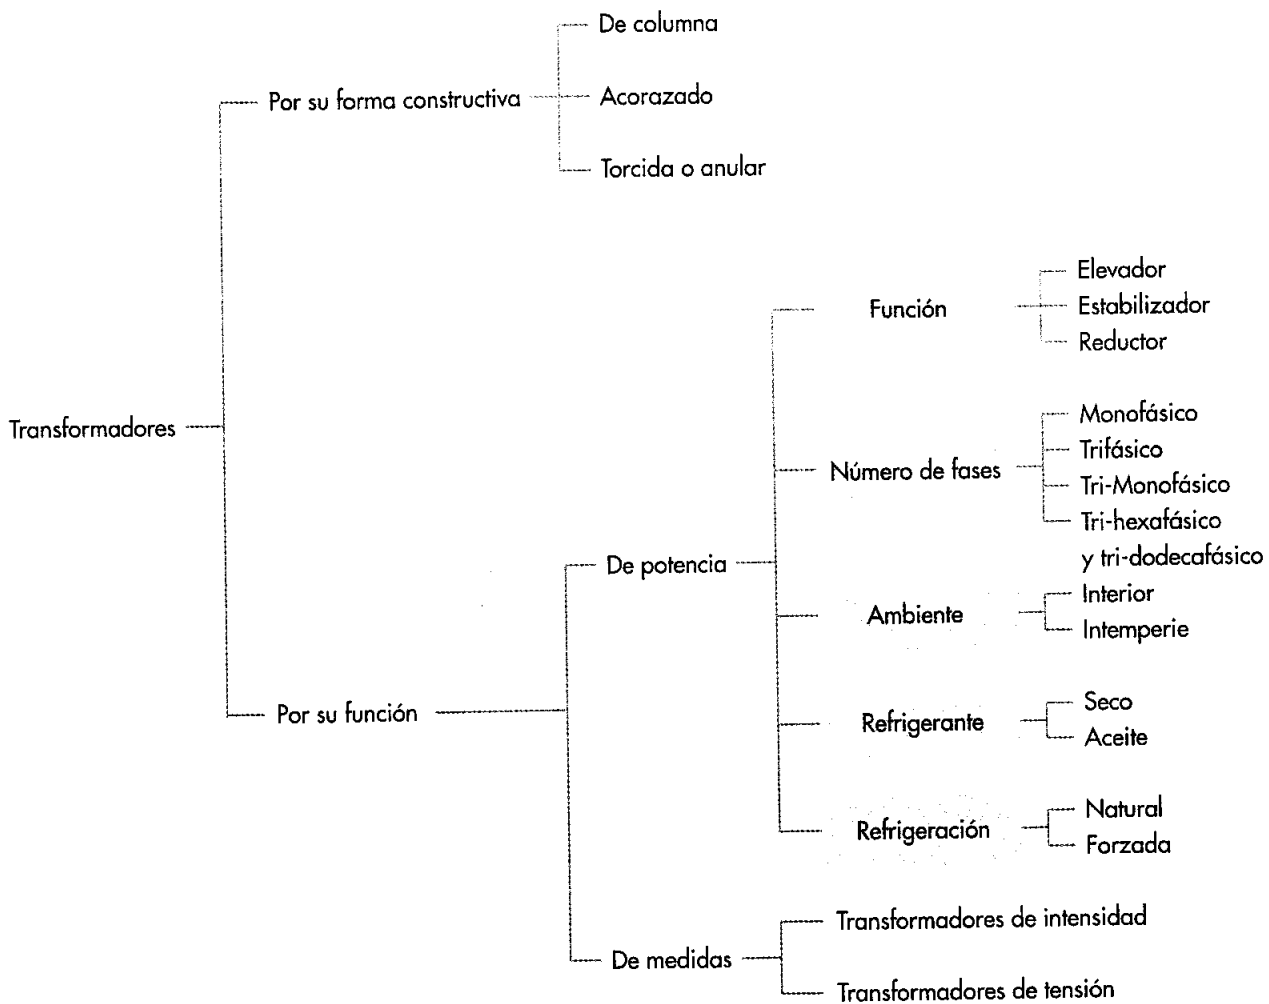 De columna
Por su forma constructiva
Acorazado
Torcida o anular
Elevador
Función
Estabilizador
Reductor
Transformadores
Monofásico
Trifásico
Número de fases
Tri-Monofásico
Tri-hexafásico
y tri-dodecafásico
De potencia
Interior
Ambiente
Intemperie
Por su función
Seco
Refrigerante
Aceite
Natural
Refrigeración
Forzada
Transformadores de intensidad
De medidas
Transformadores de tensión